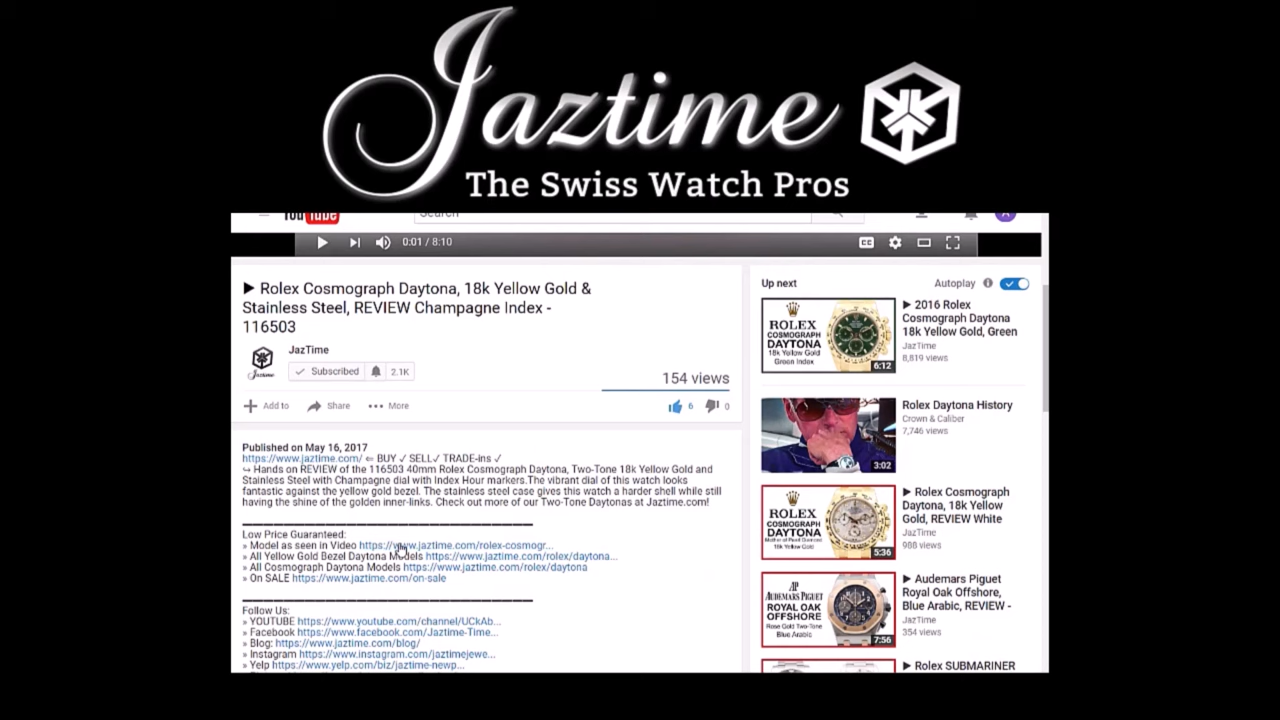 Jaztime
The Swiss Watch Pros
YouTube
Search
0:01 / 8:10
CC
▶ Rolex Cosmograph Daytona, 18k Yellow Gold &
Stainless Steel, REVIEW Champagne Index -
116503
Jaztime
JazTime
✓ Subscribed 2.1K
154 views
Add to Share ••• More
6 0
Published on May 16, 2017
https://www.jaztime.com/ ⇐ BUY ✓ SELL✓ TRADE-ins ✓
↪ Hands on REVIEW of the 116503 40mm Rolex Cosmograph Daytona, Two-Tone 18k Yellow Gold and
Stainless Steel with Champagne dial with Index Hour markers.The vibrant dial of this watch looks
fantastic against the yellow gold bezel. The stainless steel case gives this watch a harder shell while still
having the shine of the golden inner-links. Check out more of our Two-Tone Daytonas at Jaztime.com!
Low Price Guaranteed:
» Model as seen in Video https://www.jaztime.com/rolex-cosmogr...
» All Yellow Gold Bezel Daytona Models https://www.jaztime.com/rolex/daytona...
» All Cosmograph Daytona Models https://www.jaztime.com/rolex/daytona
» On SALE https://www.jaztime.com/on-sale
Follow Us:
» YOUTUBE https://www.youtube.com/channel/UCkAb...
» Facebook https://www.facebook.com/Jaztime-Time...
» Blog: https://www.jaztime.com/blog/
» Instagram https://www.instagram.com/jaztimejewe...
» Yelp https://www.yelp.com/biz/jaztime-newp...
Up next
Autoplay
ROLEX
COSMOGRAPH
DAYTONA
18k Yellow Gold
Green Index
6:12
▶ 2016 Rolex
Cosmograph Daytona
18k Yellow Gold, Green
JazTime
8,819 views
3:02
Rolex Daytona History
Crown & Caliber
7,746 views
ROLEX
COSMOGRAPH
DAYTONA
5:36
▶ Rolex Cosmograph
Daytona, 18k Yellow
Gold, REVIEW White
JazTime
988 views
AP
AUDEMARS PIGUET
ROYAL OAK
OFFSHORE
Rose Gold Two-Tone
Blue Arabic
7:56
▶ Audemars Piguet
Royal Oak Offshore,
Blue Arabic, REVIEW -
JazTime
354 views
▶ Rolex SUBMARINER